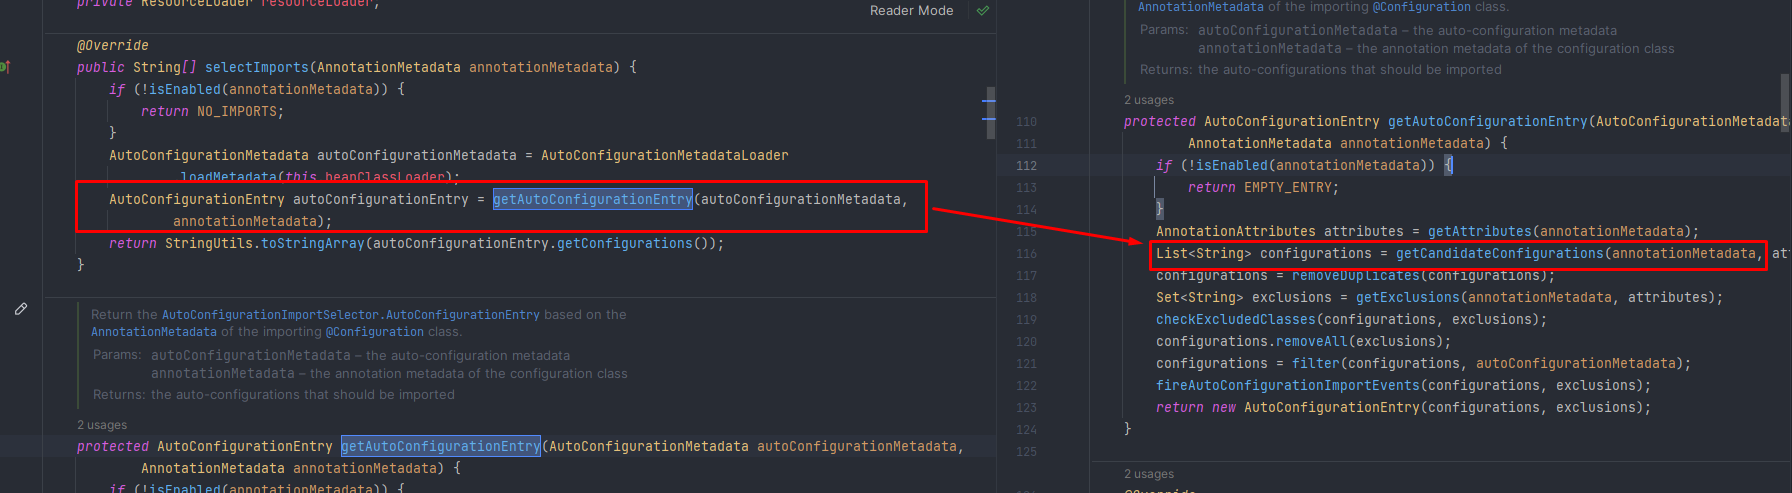 private ResourceLoader resourceLoader;
Reader Mode
@Override
public String[] selectImports(AnnotationMetadata annotationMetadata) {
if (!isEnabled(annotationMetadata)) {
return NO_IMPORTS;
}
AutoConfigurationMetadata autoConfigurationMetadata = AutoConfigurationMetadataLoader
.loadMetadata(this.beanClassLoader);
AutoConfigurationEntry autoConfigurationEntry = getAutoConfigurationEntry(autoConfigurationMetadata,
annotationMetadata);
return StringUtils.toStringArray(autoConfigurationEntry.getConfigurations());
}
Return the AutoConfigurationImportSelector.AutoConfigurationEntry based on the
AnnotationMetadata of the importing @Configuration class.
Params: autoConfigurationMetadata – the auto-configuration metadata
annotationMetadata – the annotation metadata of the configuration class
Returns: the auto-configurations that should be imported
2 usages
protected AutoConfigurationEntry getAutoConfigurationEntry(AutoConfigurationMetadata autoConfigurationMetadata,
AnnotationMetadata annotationMetadata) {
if (!isEnabled(annotationMetadata)) {
AnnotationMetadata of the importing @Configuration class.
Params: autoConfigurationMetadata – the auto-configuration metadata
annotationMetadata – the annotation metadata of the configuration class
Returns: the auto-configurations that should be imported
2 usages
110 protected AutoConfigurationEntry getAutoConfigurationEntry(AutoConfigurationMetadat
111 AnnotationMetadata annotationMetadata) {
112 if (!isEnabled(annotationMetadata)) {
113 return EMPTY_ENTRY;
114 }
115 AnnotationAttributes attributes = getAttributes(annotationMetadata);
116 List<String> configurations = getCandidateConfigurations(annotationMetadata, at
117 configurations = removeDuplicates(configurations);
118 Set<String> exclusions = getExclusions(annotationMetadata, attributes);
119 checkExcludedClasses(configurations, exclusions);
120 configurations.removeAll(exclusions);
121 configurations = filter(configurations, autoConfigurationMetadata);
122 fireAutoConfigurationImportEvents(configurations, exclusions);
123 return new AutoConfigurationEntry(configurations, exclusions);
124 }
125
2 usages
@Override